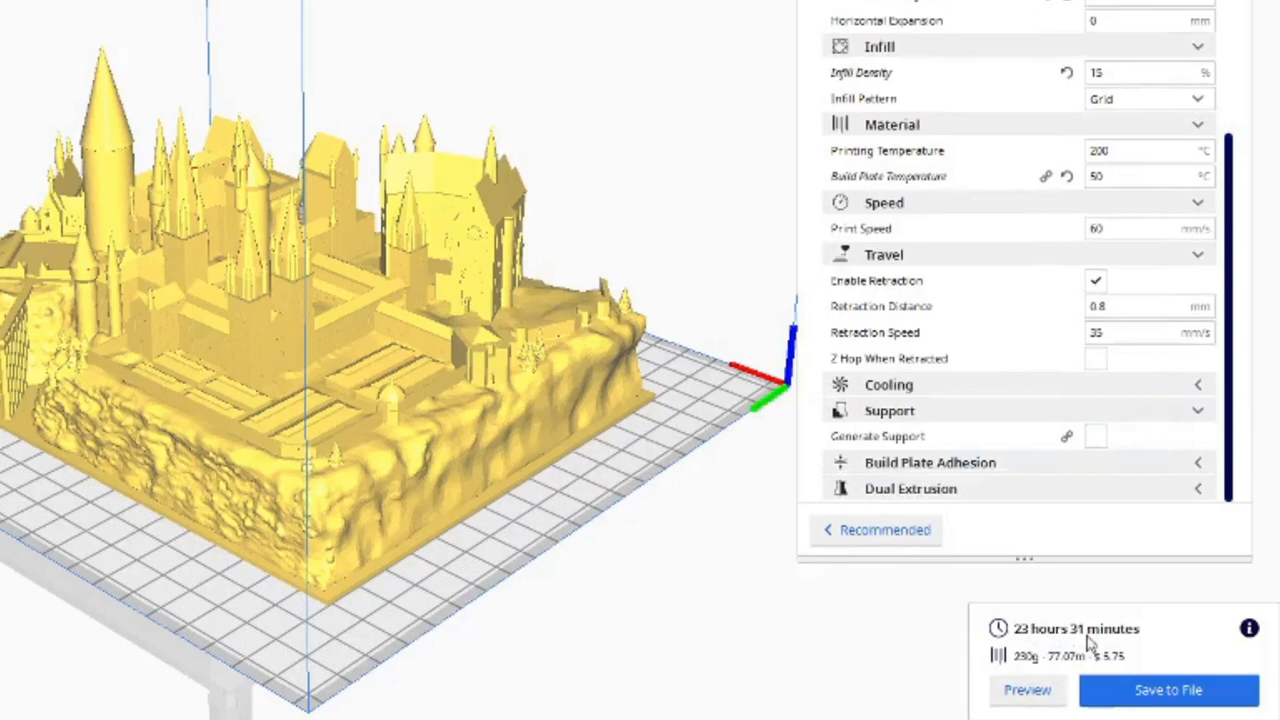 Horizontal Expansion 0 mm
Infill
Infill Density 15 %
Infill Pattern Grid
Material
Printing Temperature 200 °C
Build Plate Temperature 50 °C
Speed
Print Speed 60 mm/s
Travel
Enable Retraction
Retraction Distance 0.8 mm
Retraction Speed 35 mm/s
Z Hop When Retracted
Cooling
Support
Generate Support
Build Plate Adhesion
Dual Extrusion
Recommended
23 hours 31 minutes
230g · 77.07m · $ 5.75
Preview Save to File